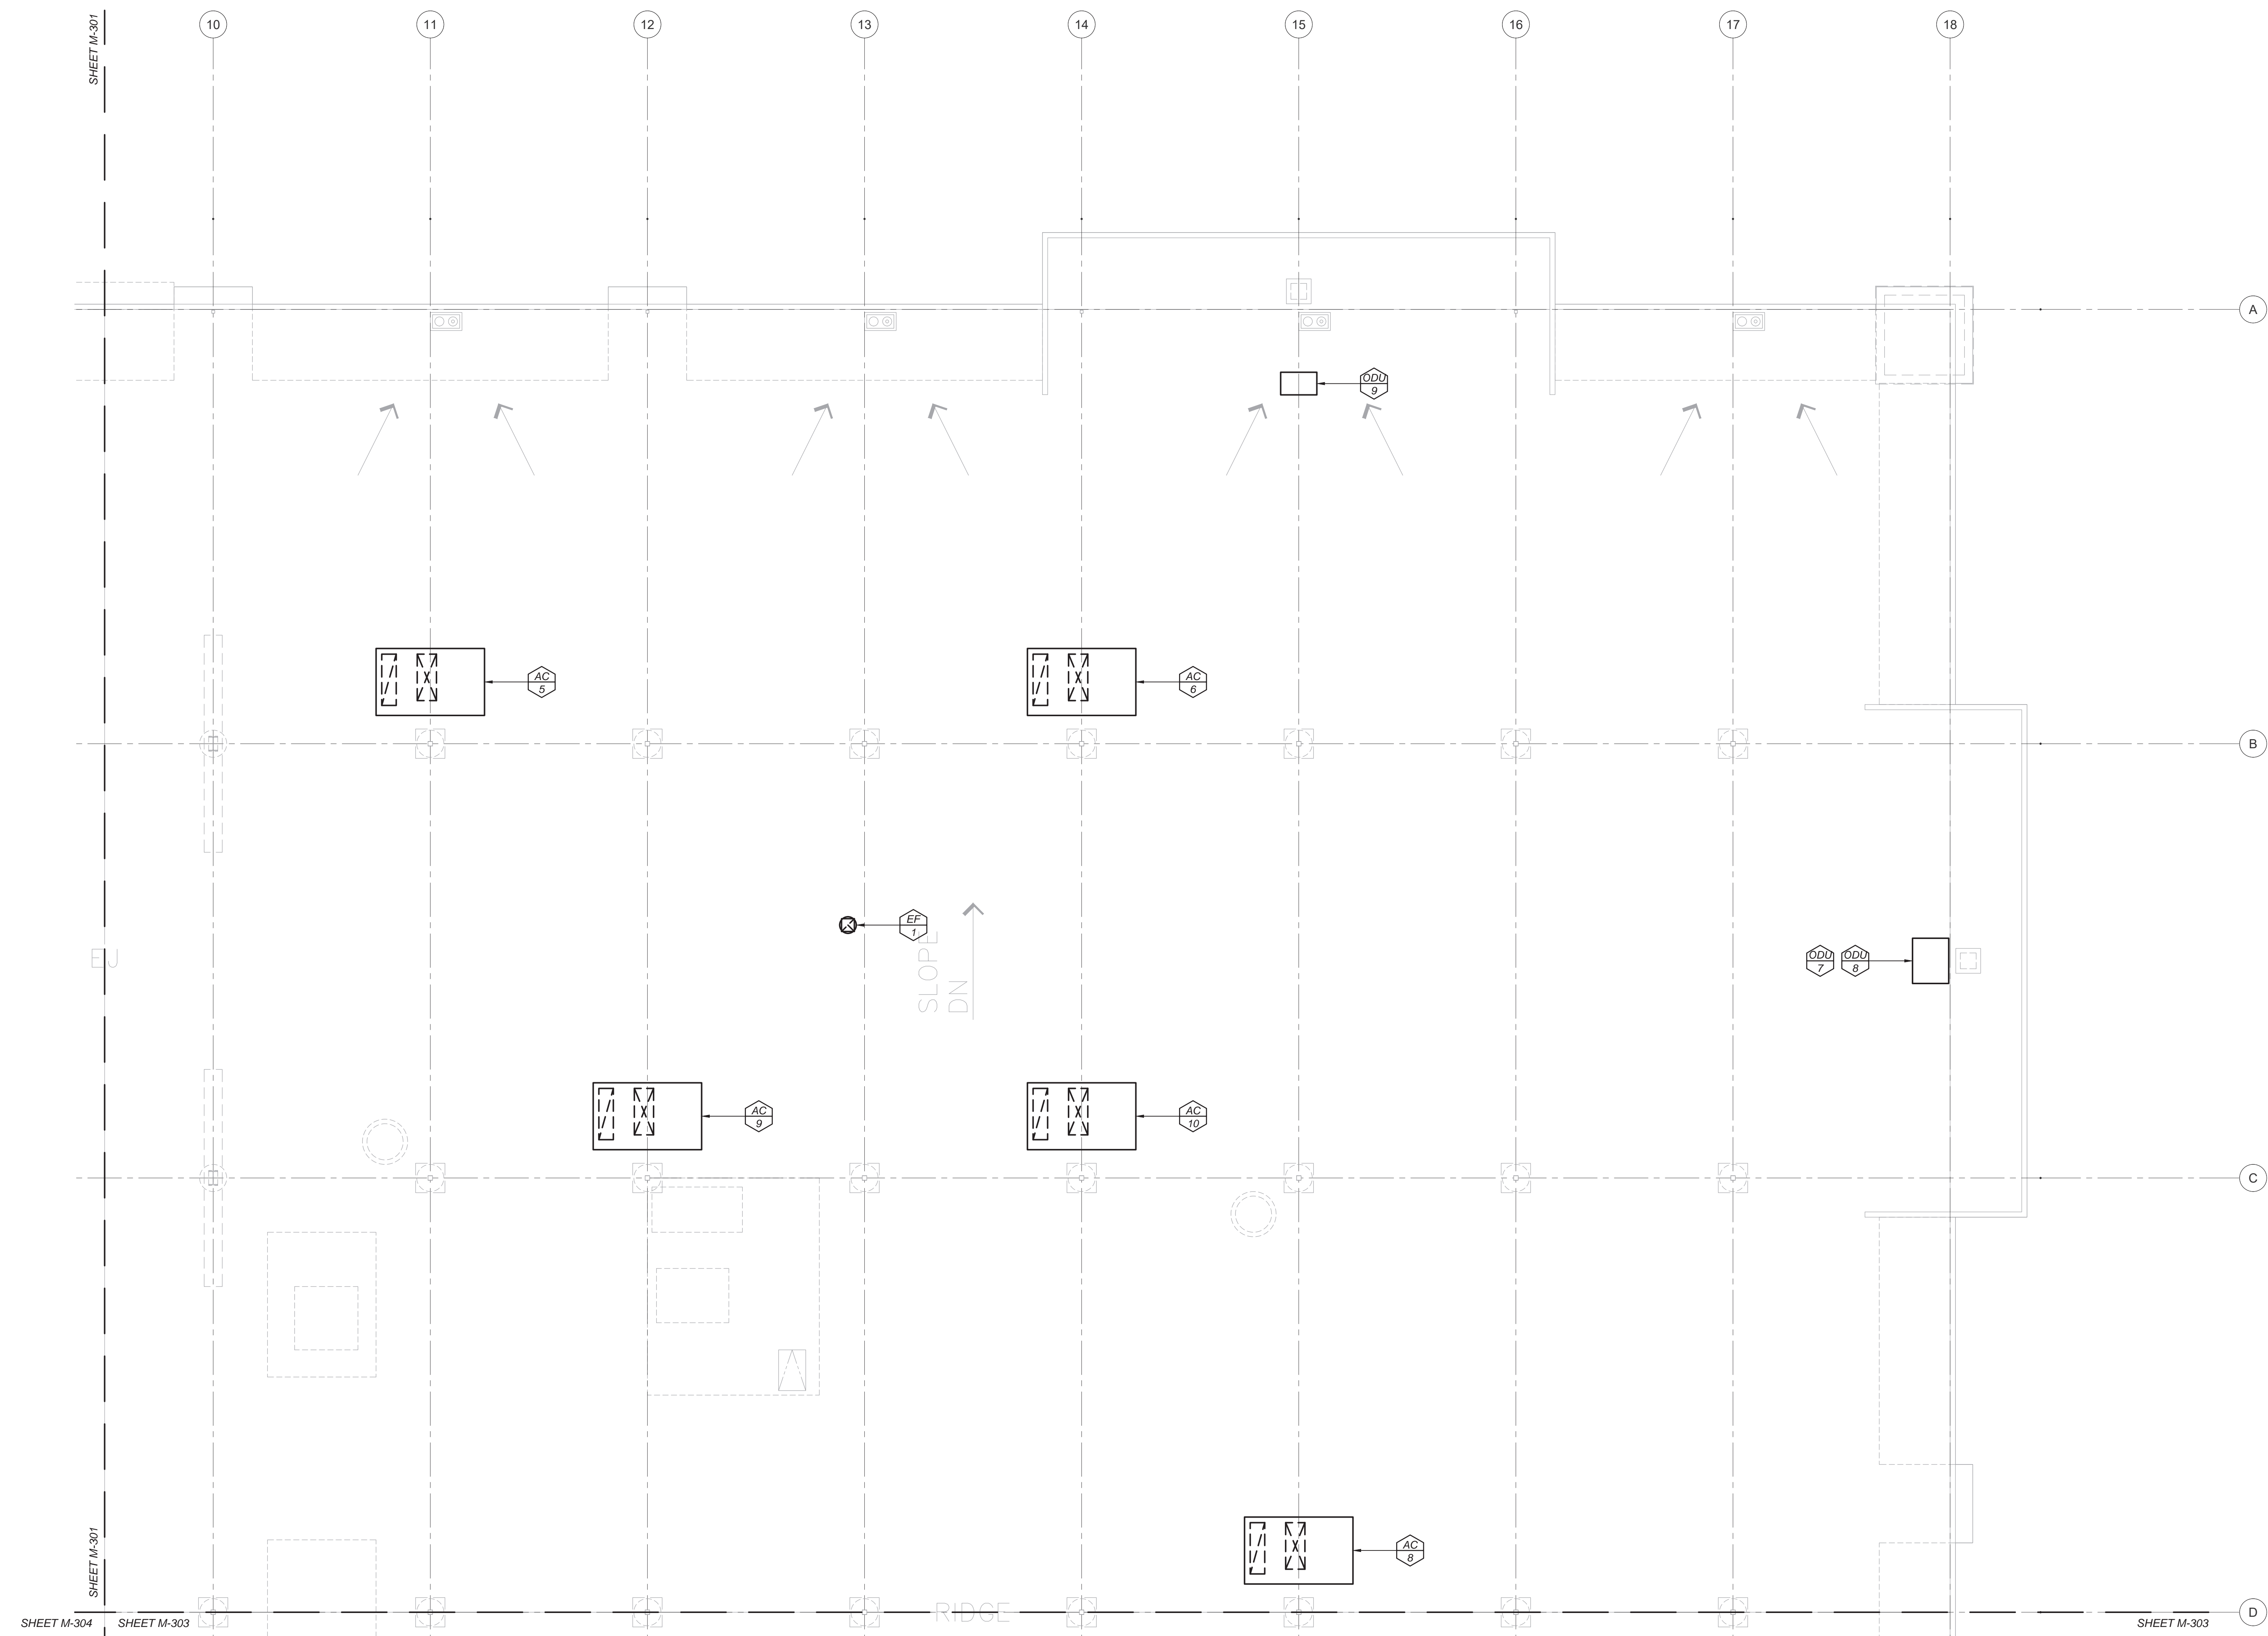 SHEET M-301
10
11
12
13
14
15
16
17
18
A
ODU
9
AC
5
AC
6
B
EF
1
SLOPE
DN
EJ
ODU
7
ODU
8
AC
9
AC
10
C
AC
8
SHEET M-301
RIDGE
D
SHEET M-304
SHEET M-303
SHEET M-303